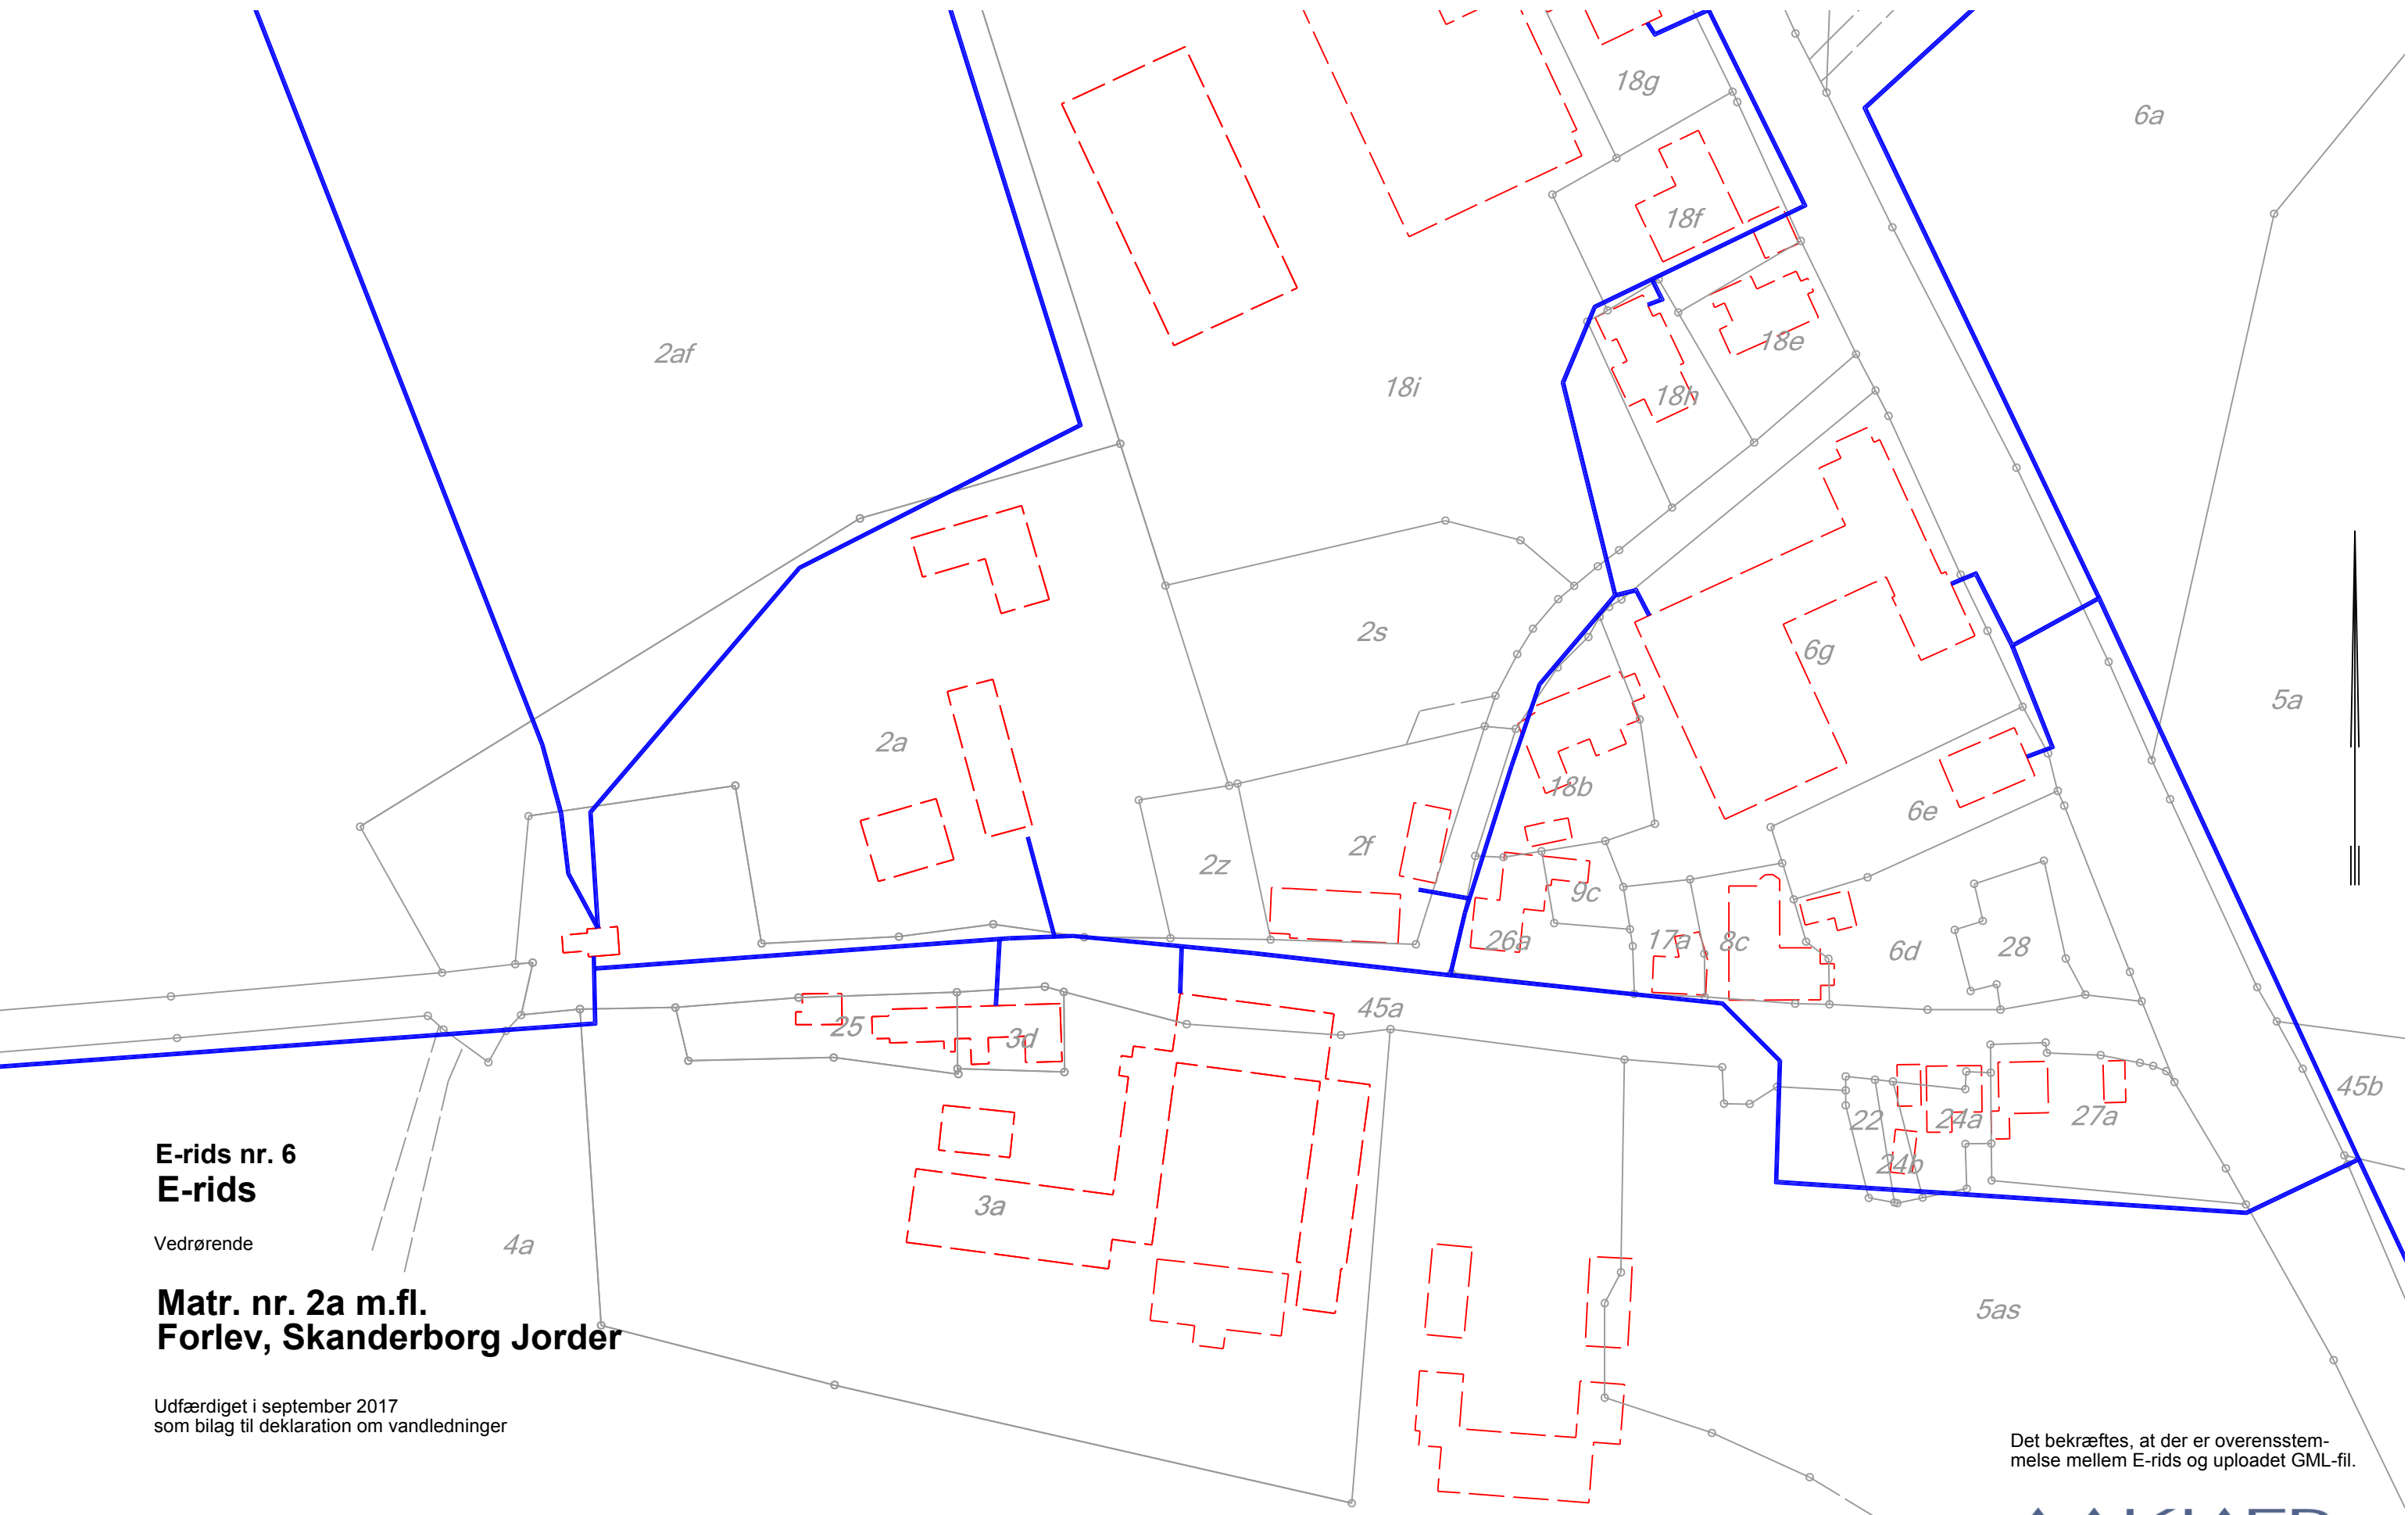 18g
6a
18f
2af
18e
18i
18h
2s
6g
5a
2a
18b
6e
2f
2z
9c
26a
17a
8c
6d
28
45a
25
3d
45b
22
24a
27a
24b
3a
4a
5as
E-rids nr. 6
E-rids
Vedrørende
Matr. nr. 2a m.fl.
Forlev, Skanderborg Jorder
Udfærdiget i september 2017
som bilag til deklaration om vandledninger
Det bekræftes, at der er overensstem-
melse mellem E-rids og uploadet GML-fil.